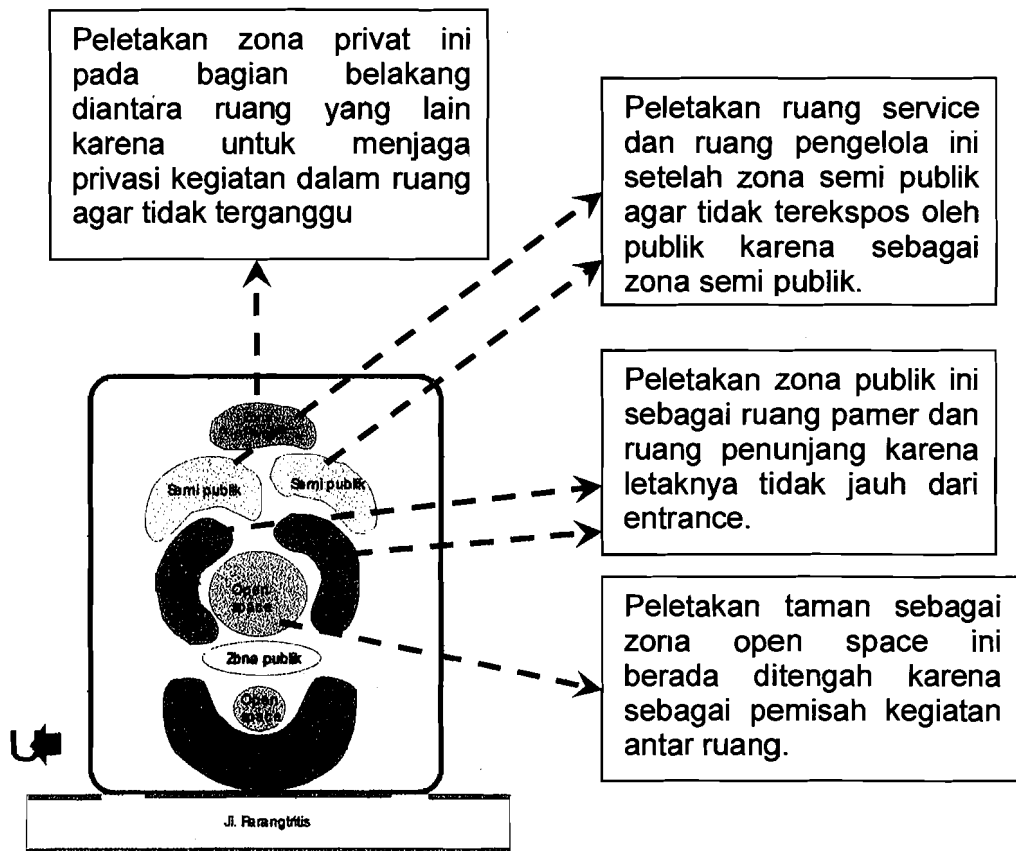 Peletakan zona privat ini
pada bagian belakang
diantara ruang yang lain
karena untuk menjaga
privasi kegiatan dalam ruang
agar tidak terganggu
Peletakan ruang service
dan ruang pengelola ini
setelah zona semi publik
agar tidak terekspos oleh
publik karena sebagai
zona semi publik.
Peletakan zona publik ini
sebagai ruang pamer dan
ruang penunjang karena
letaknya tidak jauh dari
entrance.
Peletakan taman sebagai
zona open space ini
berada ditengah karena
sebagai pemisah kegiatan
antar ruang.
Semi publik
Semi publik
Open
space
Zona publik
Open
space
Jl. Parangtritis